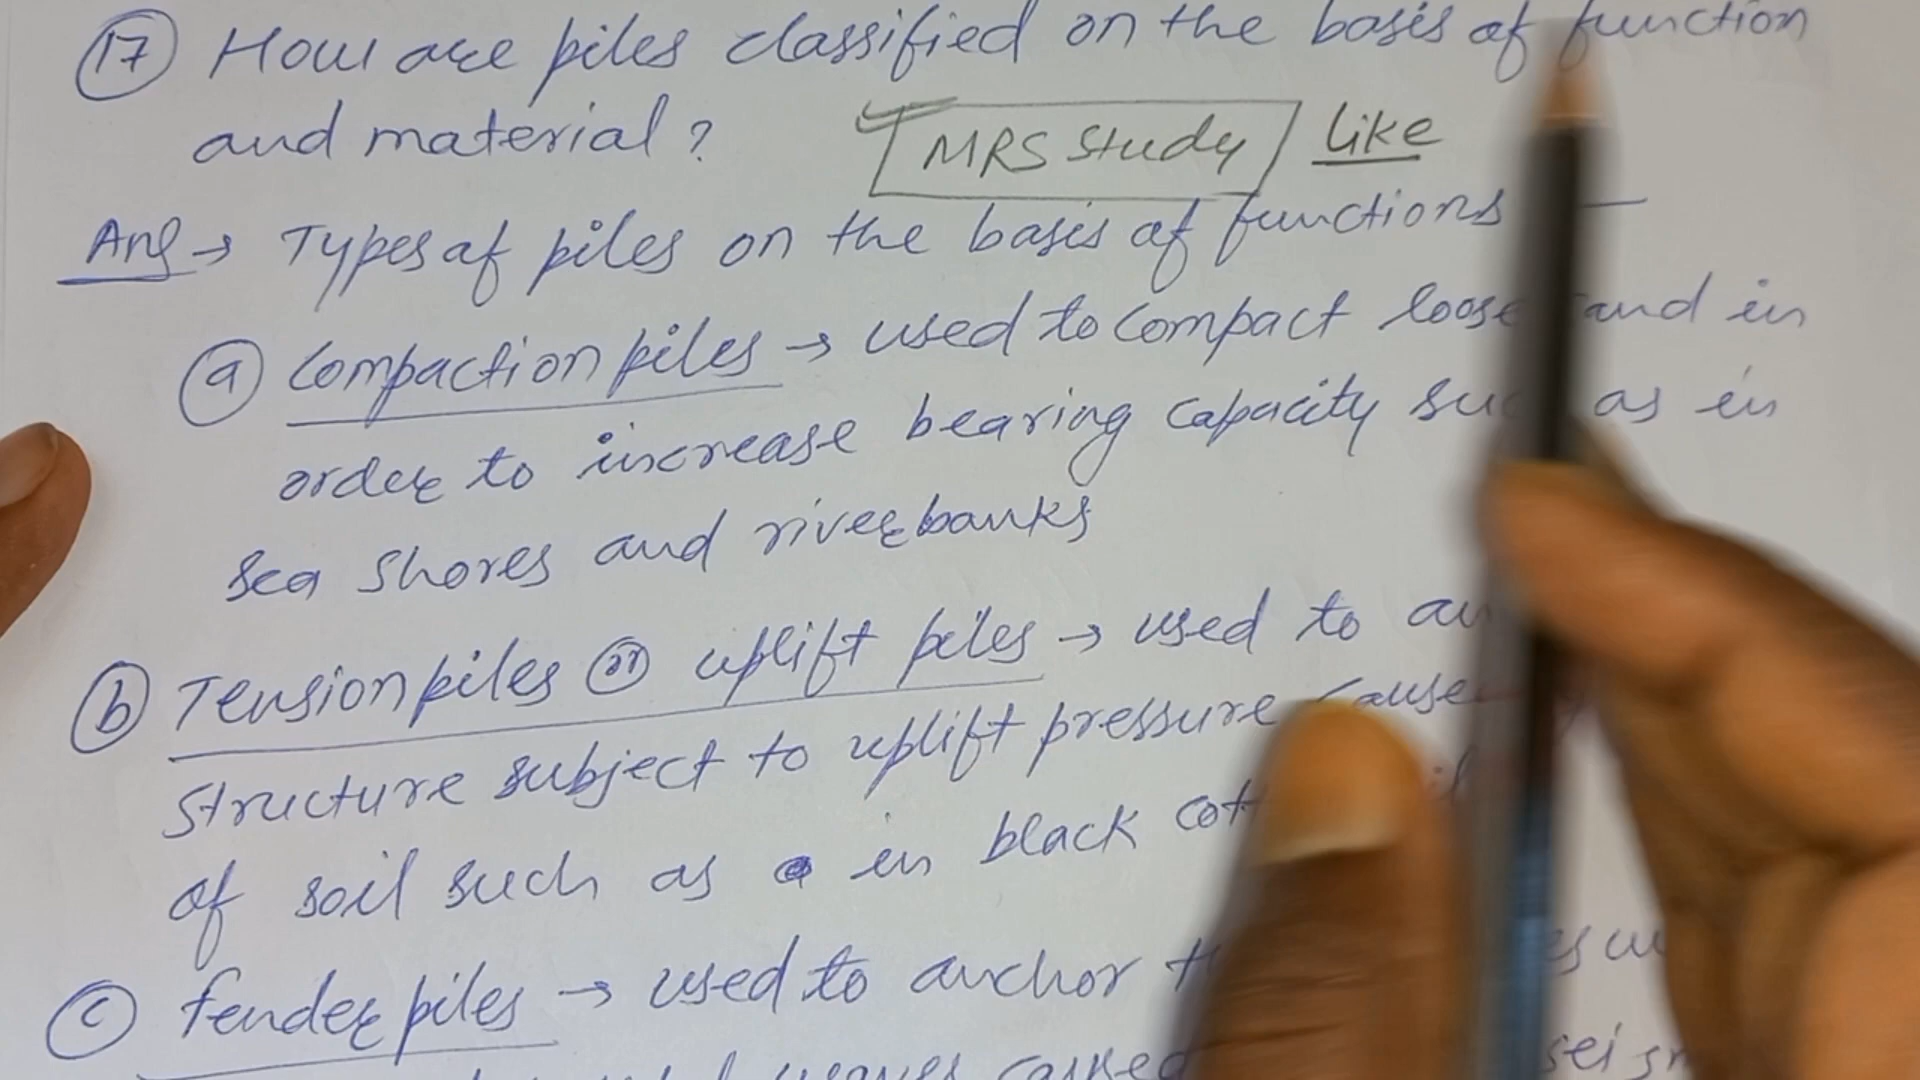 17 How are piles classified on the basis of function
and material?
MRS Study Like
Ans → Types of piles on the basis of functions —
a Compaction piles → used to compact loose in
order to increase bearing capacity as in
sea shores and riverbanks
b Tension piles or uplift piles → used to
structure subject to uplift pressure
of soil such as in black
c fender piles → used to anchor
waves caused